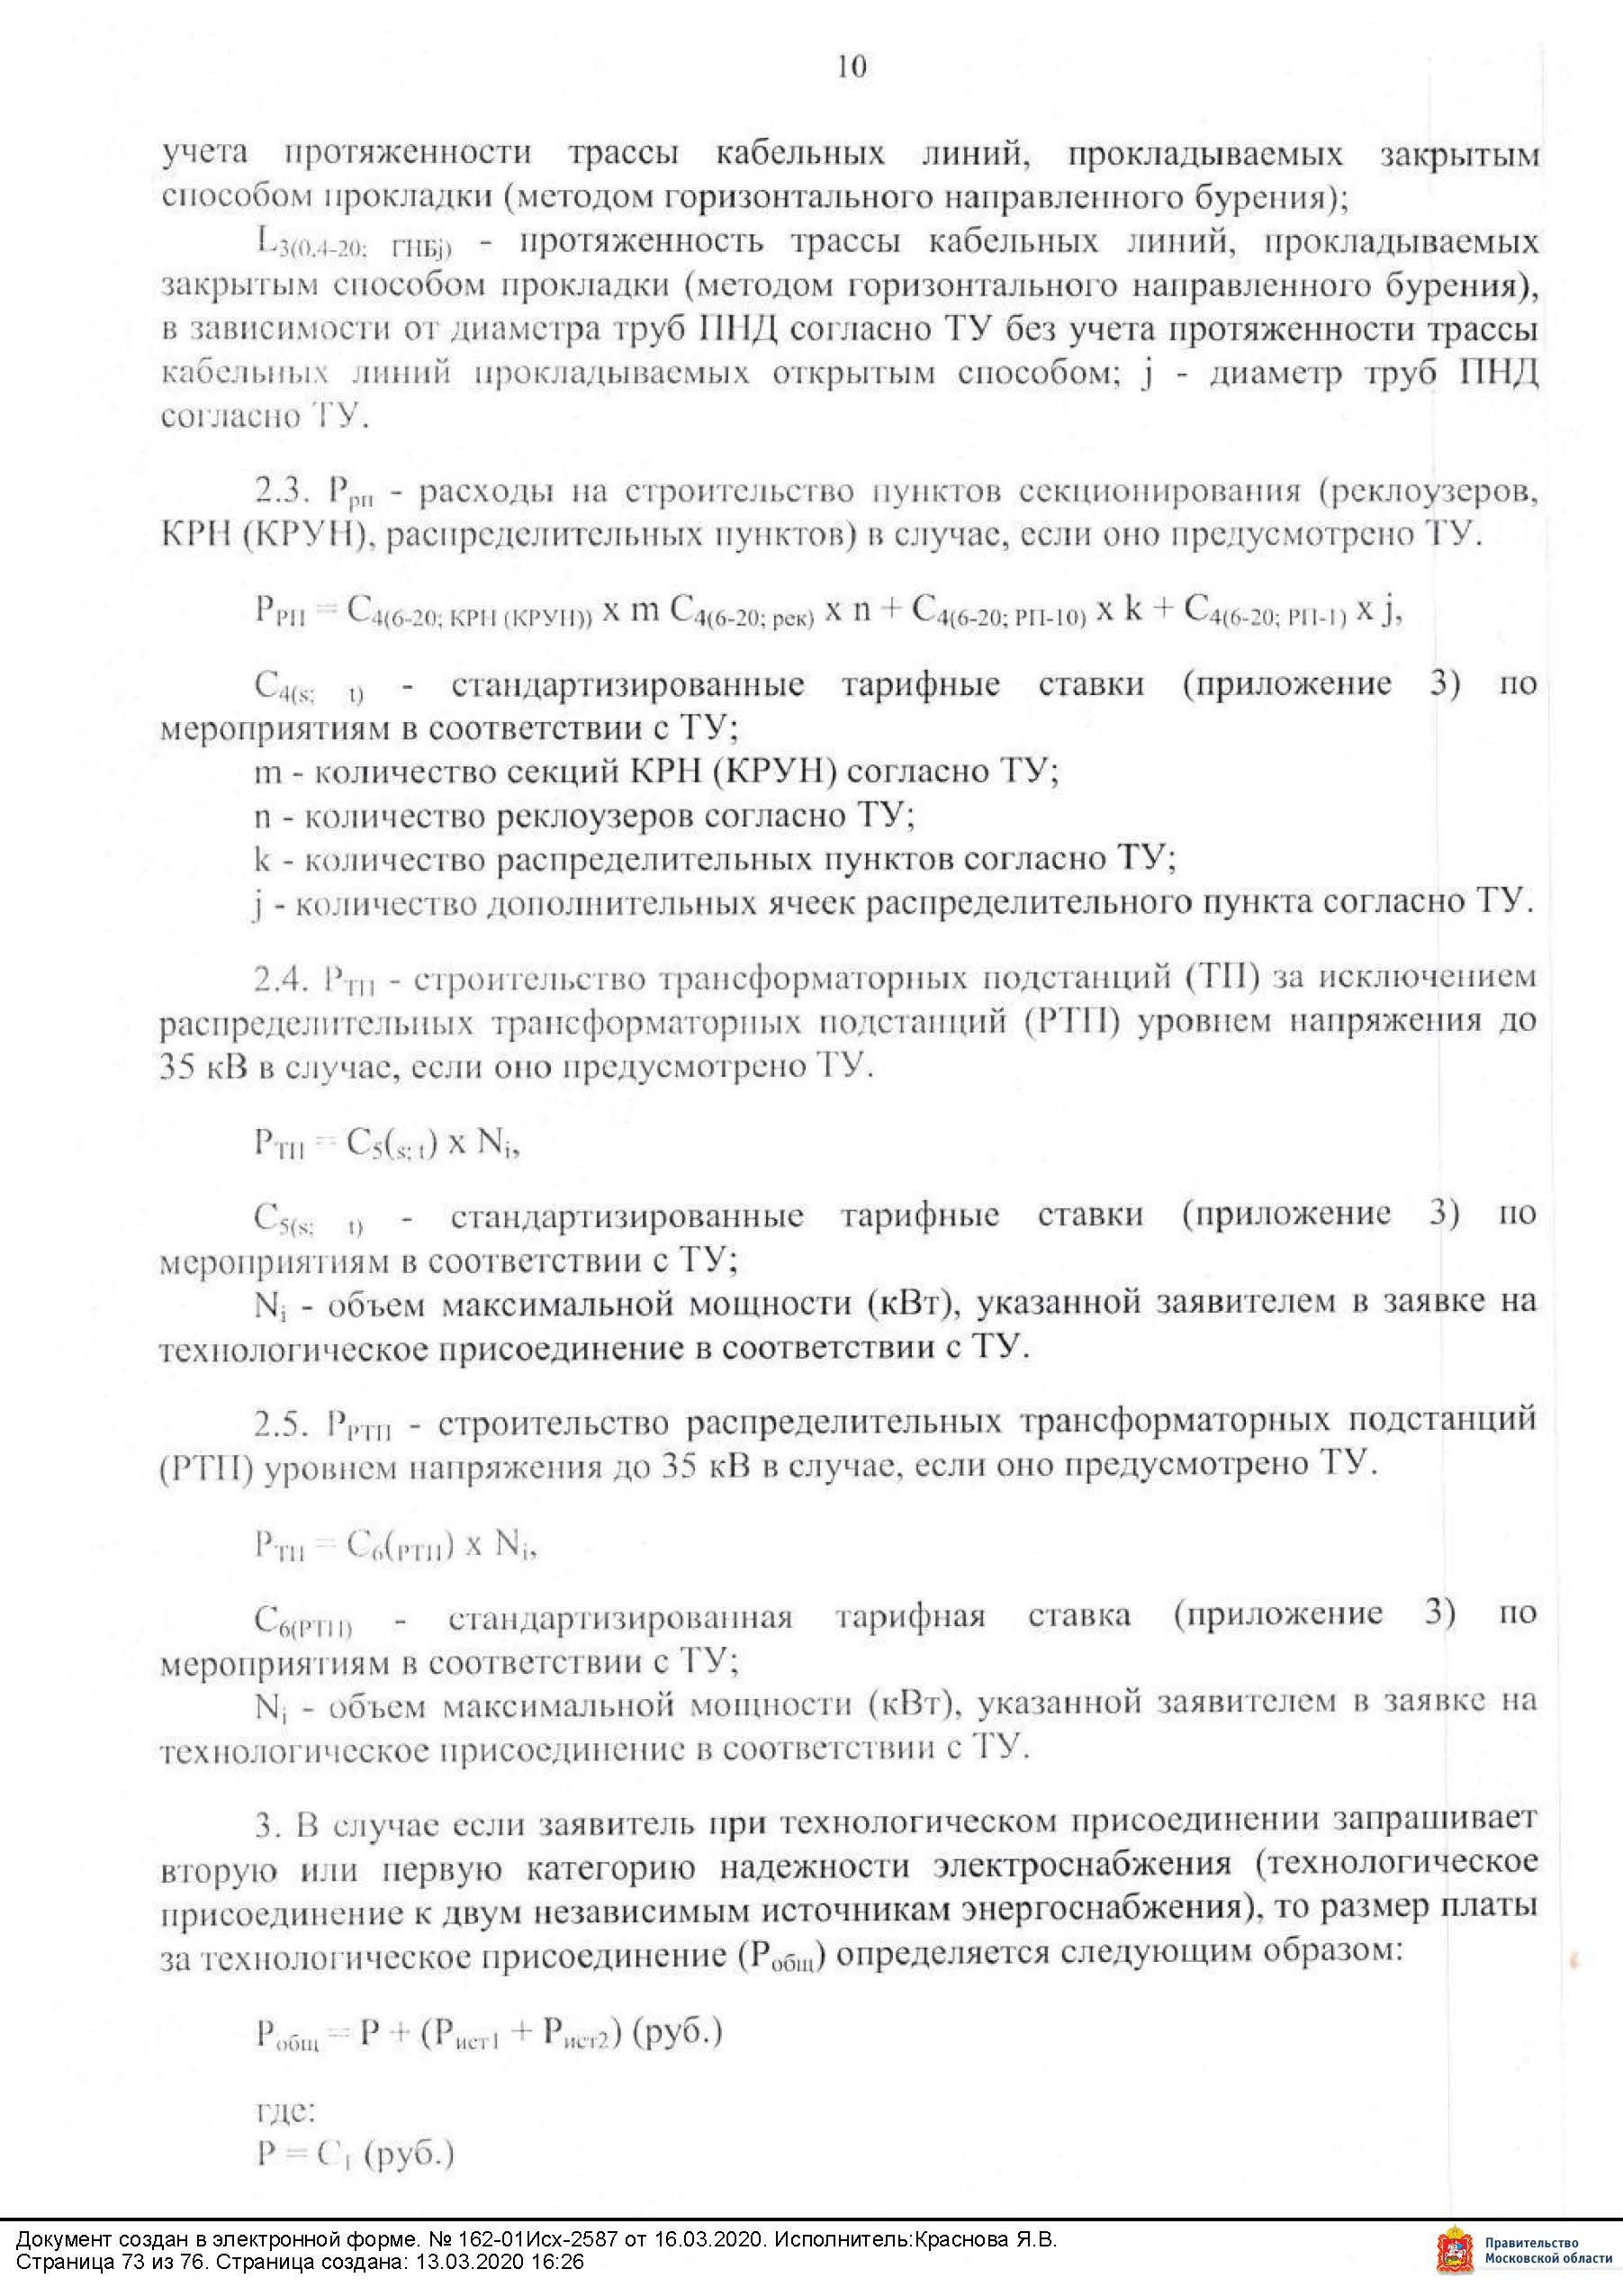 10
учета протяженности трассы кабельных линий, прокладываемых закрытым
способом прокладки (методом горизонтального направленного бурения);
L3(0,4-20; ГНБj) - протяженность трассы кабельных линий, прокладываемых
закрытым способом прокладки (методом горизонтального направленного бурения),
в зависимости от диаметра труб ПНД согласно ТУ без учета протяженности трассы
кабельных линий прокладываемых открытым способом; j - диаметр труб ПНД
согласно ТУ.
2.3. Pрп - расходы на строительство пунктов секционирования (реклоузеров,
КРН (КРУН), распределительных пунктов) в случае, если оно предусмотрено ТУ.
PРП = C4(6-20; КРН (КРУН)) x m C4(6-20; рек) x n + C4(6-20; РП-10) x k + C4(6-20; РП-1) x j,
C4(s; t) - стандартизированные тарифные ставки (приложение 3) по
мероприятиям в соответствии с ТУ;
m - количество секций КРН (КРУН) согласно ТУ;
n - количество реклоузеров согласно ТУ;
k - количество распределительных пунктов согласно ТУ;
j - количество дополнительных ячеек распределительного пункта согласно ТУ.
2.4. PТП - строительство трансформаторных подстанций (ТП) за исключением
распределительных трансформаторных подстанций (РТП) уровнем напряжения до
35 кВ в случае, если оно предусмотрено ТУ.
PТП = C5(s; t) x Ni,
C5(s; t) - стандартизированные тарифные ставки (приложение 3) по
мероприятиям в соответствии с ТУ;
Ni - объем максимальной мощности (кВт), указанной заявителем в заявке на
технологическое присоединение в соответствии с ТУ.
2.5. PРТП - строительство распределительных трансформаторных подстанций
(РТП) уровнем напряжения до 35 кВ в случае, если оно предусмотрено ТУ.
PТП = C6(РТП) x Ni,
C6(РТП) - стандартизированная тарифная ставка (приложение 3) по
мероприятиям в соответствии с ТУ;
Ni - объем максимальной мощности (кВт), указанной заявителем в заявке на
технологическое присоединение в соответствии с ТУ.
3. В случае если заявитель при технологическом присоединении запрашивает
вторую или первую категорию надежности электроснабжения (технологическое
присоединение к двум независимым источникам энергоснабжения), то размер платы
за технологическое присоединение (Pобщ) определяется следующим образом:
Pобщ = P + (Pист1 + Pист2) (руб.)
где:
P = C1 (руб.)
Документ создан в электронной форме. № 162-01Исх-2587 от 16.03.2020. Исполнитель:Краснова Я.В.
Страница 73 из 76. Страница создана: 13.03.2020 16:26
Правительство
Московской области